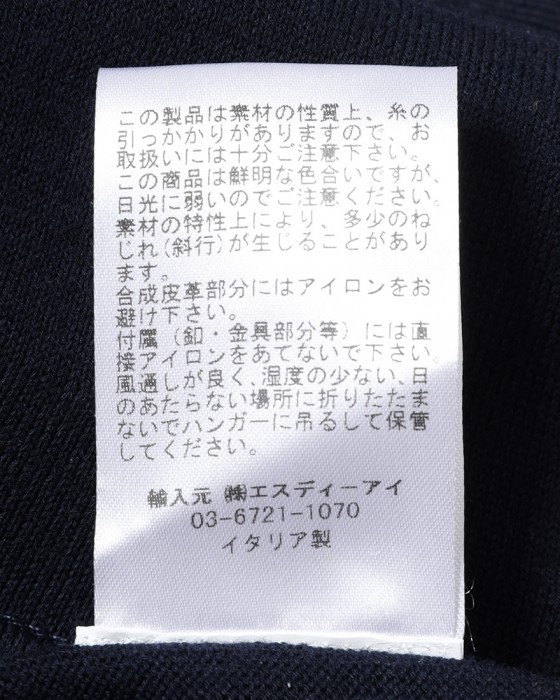 この製品は素材の性質上、糸の
引っかかりがありますので、お
取扱いには十分ご注意下さい。
この商品は鮮明な色合いですが、
日光に弱いのでご注意ください。
素材の特性上により、多少のね
じれ(斜行)が生じることがあり
ます。
合成皮革部分にはアイロンをお
避け下さい。
付属（釦・金具部分等）には直
接アイロンをあてないで下さい。
風通しが良く、湿度の少ない、日
のあたらない場所に折りたたま
ないでハンガーに吊るして保管
してください。
輸入元 ㈱エスディーアイ
03-6721-1070
イタリア製